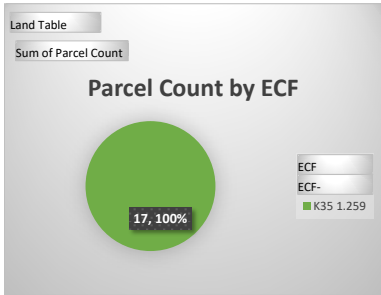 Land Table
Sum of Parcel Count
Parcel Count by ECF
17, 100%
ECF
ECF-
K35 1.259